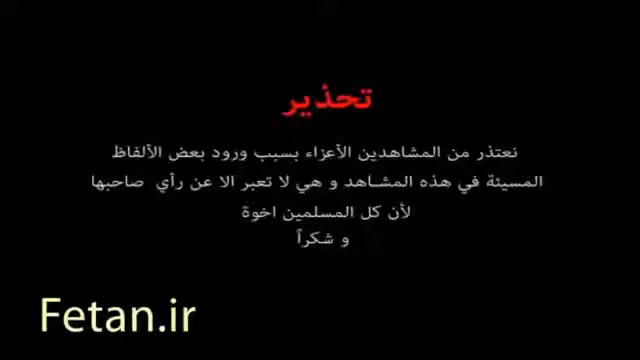 تحذير
نعتذر من المشاهدين الأعزاء بسبب ورود بعض الألفاظ
المسيئة في هذه المشاهد و هي لا تعبر الا عن رأي صاحبها
لأن كل المسلمين اخوة
و شكراً
Fetan.ir